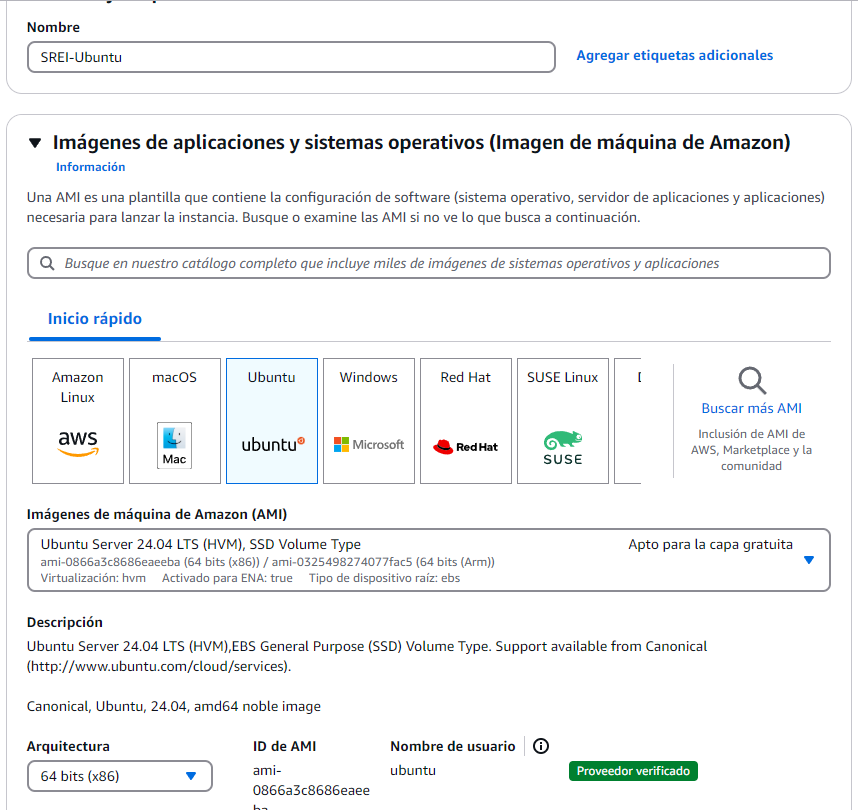 Nombre
SREI-Ubuntu
Agregar etiquetas adicionales
Imágenes de aplicaciones y sistemas operativos (Imagen de máquina de Amazon)
Información
Una AMI es una plantilla que contiene la configuración de software (sistema operativo, servidor de aplicaciones y aplicaciones)
necesaria para lanzar la instancia. Busque o examine las AMI si no ve lo que busca a continuación.
Busque en nuestro catálogo completo que incluye miles de imágenes de sistemas operativos y aplicaciones
Inicio rápido
Amazon
Linux
aws
macOS
Mac
Ubuntu
ubuntu
Windows
Microsoft
Red Hat
Red Hat
SUSE Linux
SUSE
Buscar más AMI
Inclusión de AMI de
AWS, Marketplace y la
comunidad
Imágenes de máquina de Amazon (AMI)
Ubuntu Server 24.04 LTS (HVM), SSD Volume Type
Apto para la capa gratuita
ami-0866a3c8686eaeeba (64 bits (x86)) / ami-0325498274077fac5 (64 bits (Arm))
Virtualización: hvm Activado para ENA: true Tipo de dispositivo raíz: ebs
Descripción
Ubuntu Server 24.04 LTS (HVM),EBS General Purpose (SSD) Volume Type. Support available from Canonical
(http://www.ubuntu.com/cloud/services).
Canonical, Ubuntu, 24.04, amd64 noble image
Arquitectura
64 bits (x86)
ID de AMI
ami-
0866a3c8686eaee
ba
Nombre de usuario
ubuntu
Proveedor verificado